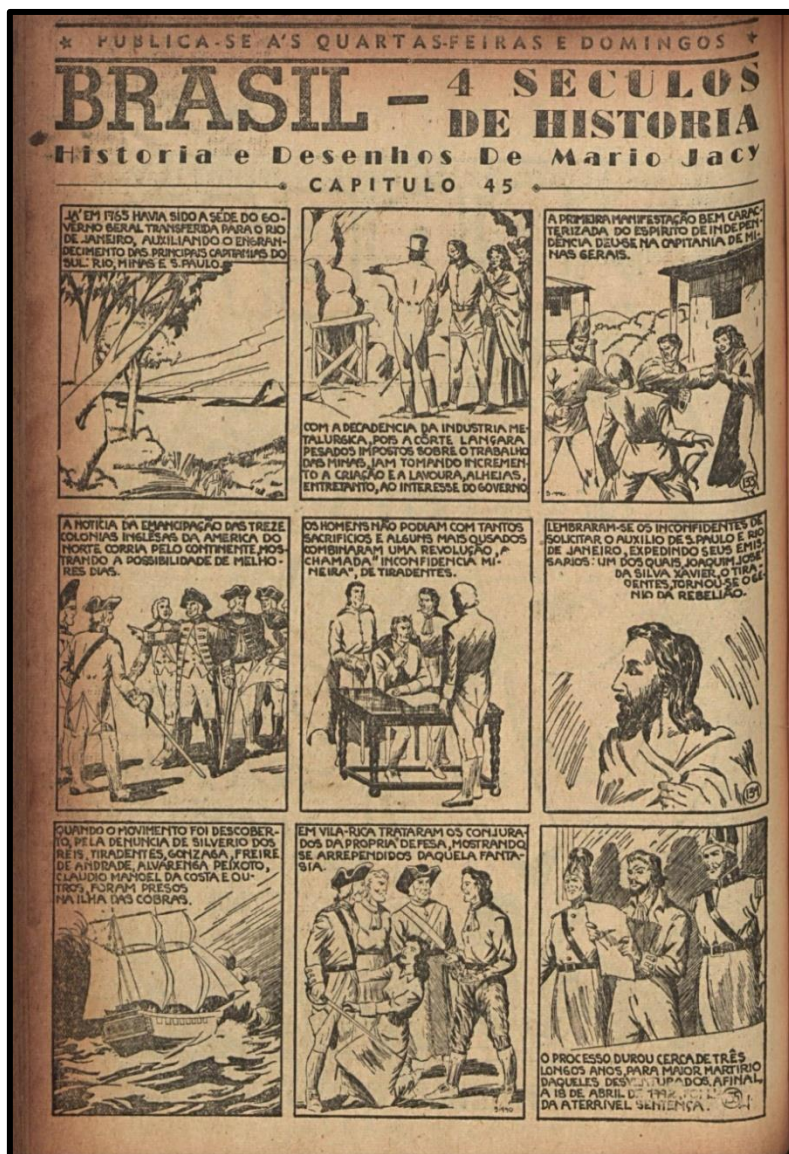 ★ PUBLICA-SE A'S QUARTAS-FEIRAS E DOMINGOS ★
BRASIL – 4 SECULOS
DE HISTORIA
Historia e Desenhos De Mario Jacy
CAPITULO 45
JA' EM 1765 HAVIA SIDO A SÉDE DO GO-
VÊRNO GERAL TRANSFERIDA PARA O RIO
DE JANEIRO, AUXILIANDO O ENGRAN-
DECIMENTO DAS PRINCIPAIS CAPITANIAS DO
SUL: RIO, MINAS E S. PAULO.
COM A DECADENCIA DA INDUSTRIA ME-
TALURGICA, POIS A CÔRTE LANÇARA
PESADOS IMPOSTOS SOBRE O TRABALHO
DAS MINAS, IAM TOMANDO INCREMEN-
TO A CRIAÇÃO E A LAVOURA, ALHEIAS,
ENTRETANTO, AO INTERESSE DO GOVERNO
A PRIMEIRA MANIFESTAÇÃO BEM CARAC-
TERIZADA DO ESPIRITO DE INDEPEN-
DÊNCIA DEU-SE NA CAPITANIA DE MI-
NAS GERAIS.
A NOTÍCIA DA EMANCIPAÇÃO DAS TREZE
COLONIAS INGLÊSAS DA AMERICA DO
NORTE CORRIA PELO CONTINENTE, MOS-
TRANDO A POSSIBILIDADE DE MELHO-
RES DIAS.
OS HOMENS NÃO PODIAM COM TANTOS
SACRIFICIOS E ALGUNS MAIS OUSADOS
COMBINARAM UMA REVOLUÇÃO, A
CHAMADA "INCONFIDENCIA MI-
NEIRA", DE TIRADENTES.
LEMBRARAM-SE OS INCONFIDENTES DE
SOLICITAR O AUXILIO DE S. PAULO E RIO
DE JANEIRO, EXPEDINDO SEUS EMIS-
SARIOS: UM DOS QUAIS, JOAQUIM JOSÉ
DA SILVA XAVIER, O TIRA-
DENTES, TORNOU-SE O GÊ-
NIO DA REBELIÃO.
QUANDO O MOVIMENTO FOI DESCOBER-
TO, PELA DENUNCIA DE SILVERIO DOS
REIS, TIRADENTES, GONZAGA, FREIRE
DE ANDRADE, ALVARENGA PEIXOTO,
CLAUDIO MANOEL DA COSTA E OU-
TROS, FORAM PRESOS
NA ILHA DAS COBRAS.
EM VILA-RICA TRATARAM OS CONJURA-
DOS DA PROPRIA DEFESA, MOSTRANDO
SE ARREPENDIDOS DAQUELA FANTA-
SIA.
O PROCESSO DUROU CERCA DE TRÊS
LONGOS ANOS, PARA MAIOR MARTIRIO
DAQUELES DESVENTURADOS. AFINAL,
A 18 DE ABRIL DE 1792,
DA A TERRIVEL SENTENÇA.